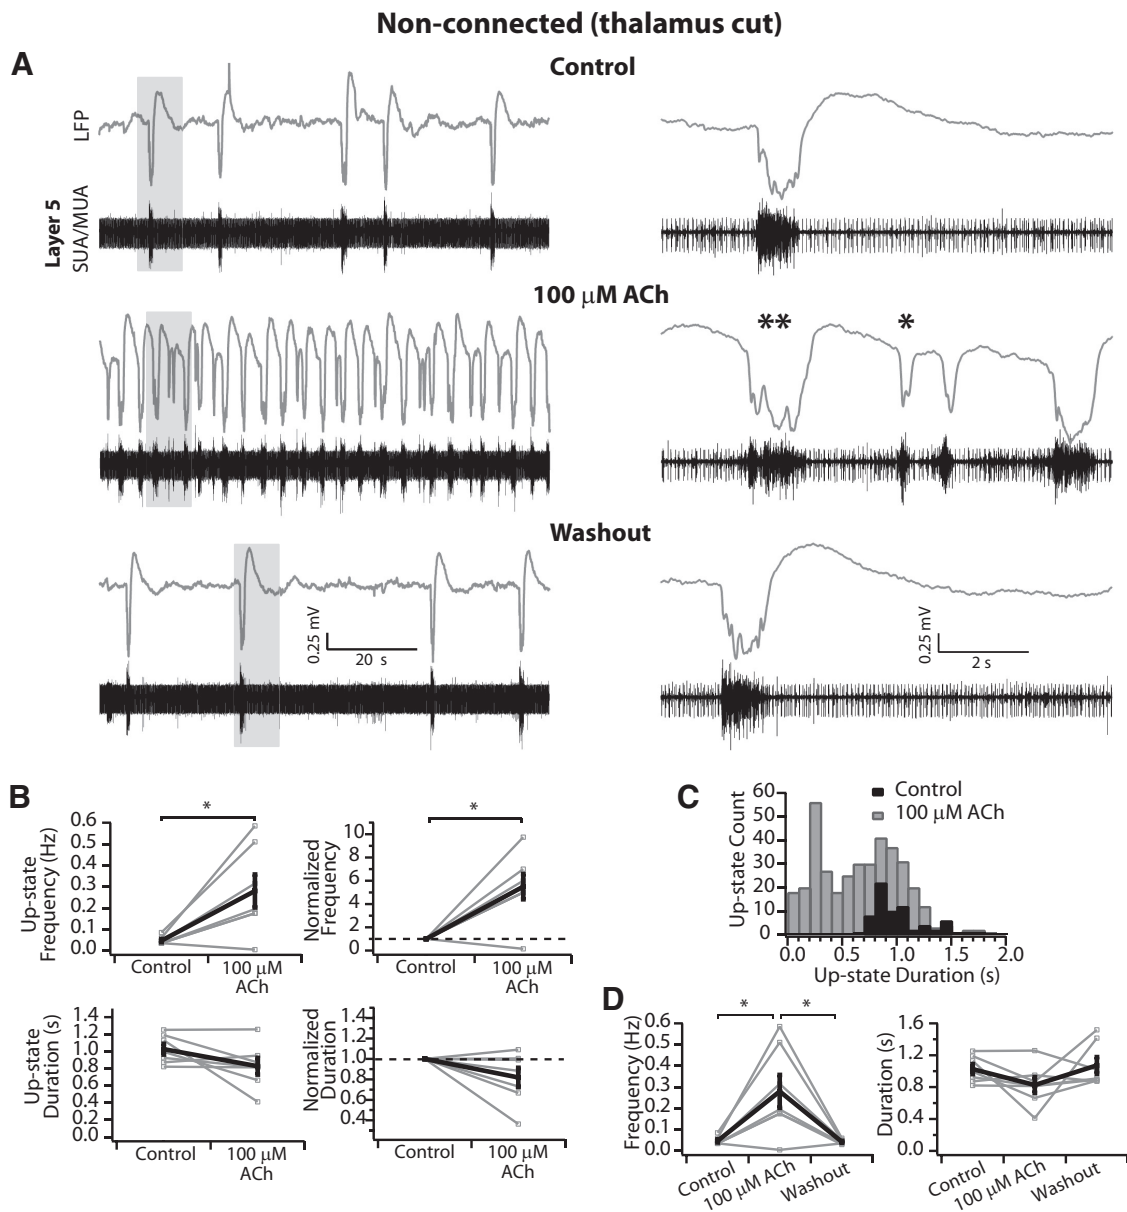 Non-connected (thalamus cut)
A
Control
LFP
Layer 5
SUA/MUA
100 μM ACh
**
*
Washout
0.25 mV
20 s
0.25 mV
2 s
B
*
Up-state
Frequency (Hz)
0.6
0.5
0.4
0.3
0.2
0.1
0.0
Control
100 μM
ACh
*
Normalized
Frequency
10
8
6
4
2
0
Control
100 μM
ACh
Up-state
Duration (s)
1.4
1.2
1.0
0.8
0.6
0.4
0.2
0.0
Control
100 μM
ACh
Normalized
Duration
1.4
1.2
1.0
0.8
0.6
0.4
Control
100 μM
ACh
C
Control
100 μM ACh
Up-state Count
60
50
40
30
20
10
0
0.0 0.5 1.0 1.5 2.0
Up-state Duration (s)
D
* *
Frequency (Hz)
0.6
0.5
0.4
0.3
0.2
0.1
0.0
Control
100 μM ACh
Washout
Duration (s)
1.6
1.2
0.8
0.4
0.0
Control
100 μM ACh
Washout